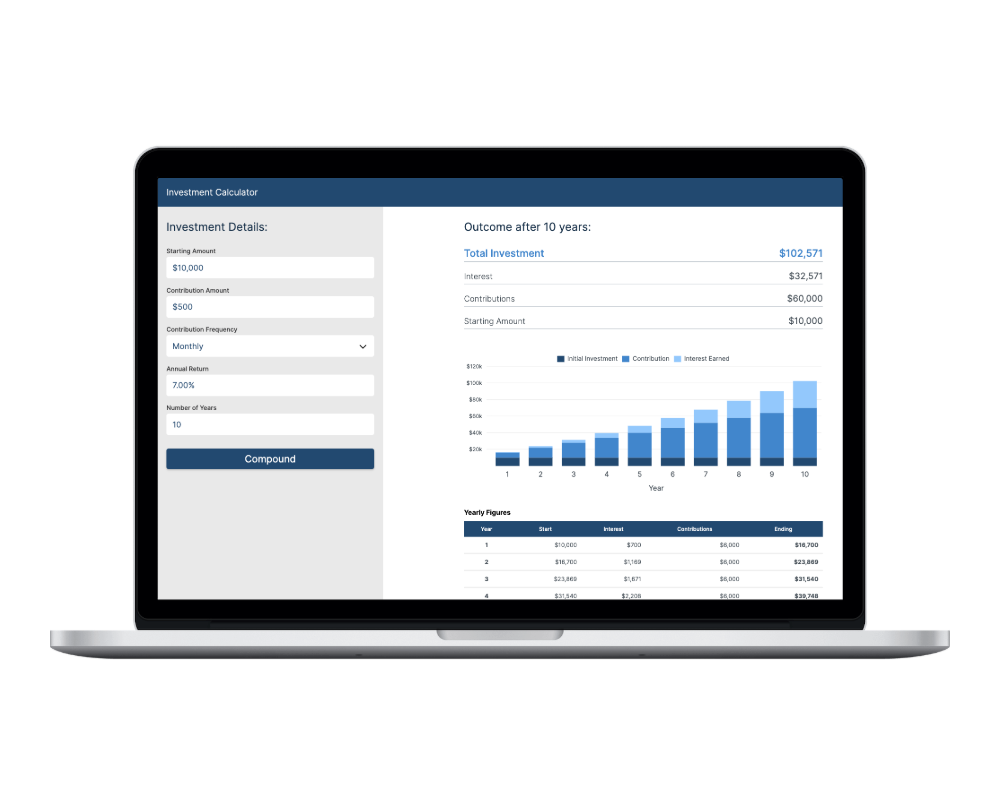 Investment Calculator
Investment Details:
Starting Amount
$10,000
Contribution Amount
$500
Contribution Frequency
Monthly
Annual Return
7.00%
Number of Years
10
Compound
Outcome after 10 years:
Total Investment $102,571
Interest $32,571
Contributions $60,000
Starting Amount $10,000
Initial Investment Contribution Interest Earned
$120k
$100k
$80k
$60k
$40k
$20k
1 2 3 4 5 6 7 8 9 10
Year
Yearly Figures
Year Start Interest Contributions Ending
1 $10,000 $700 $6,000 $16,700
2 $16,700 $1,169 $6,000 $23,869
3 $23,869 $1,671 $6,000 $31,540
4 $31,540 $2,208 $6,000 $39,748